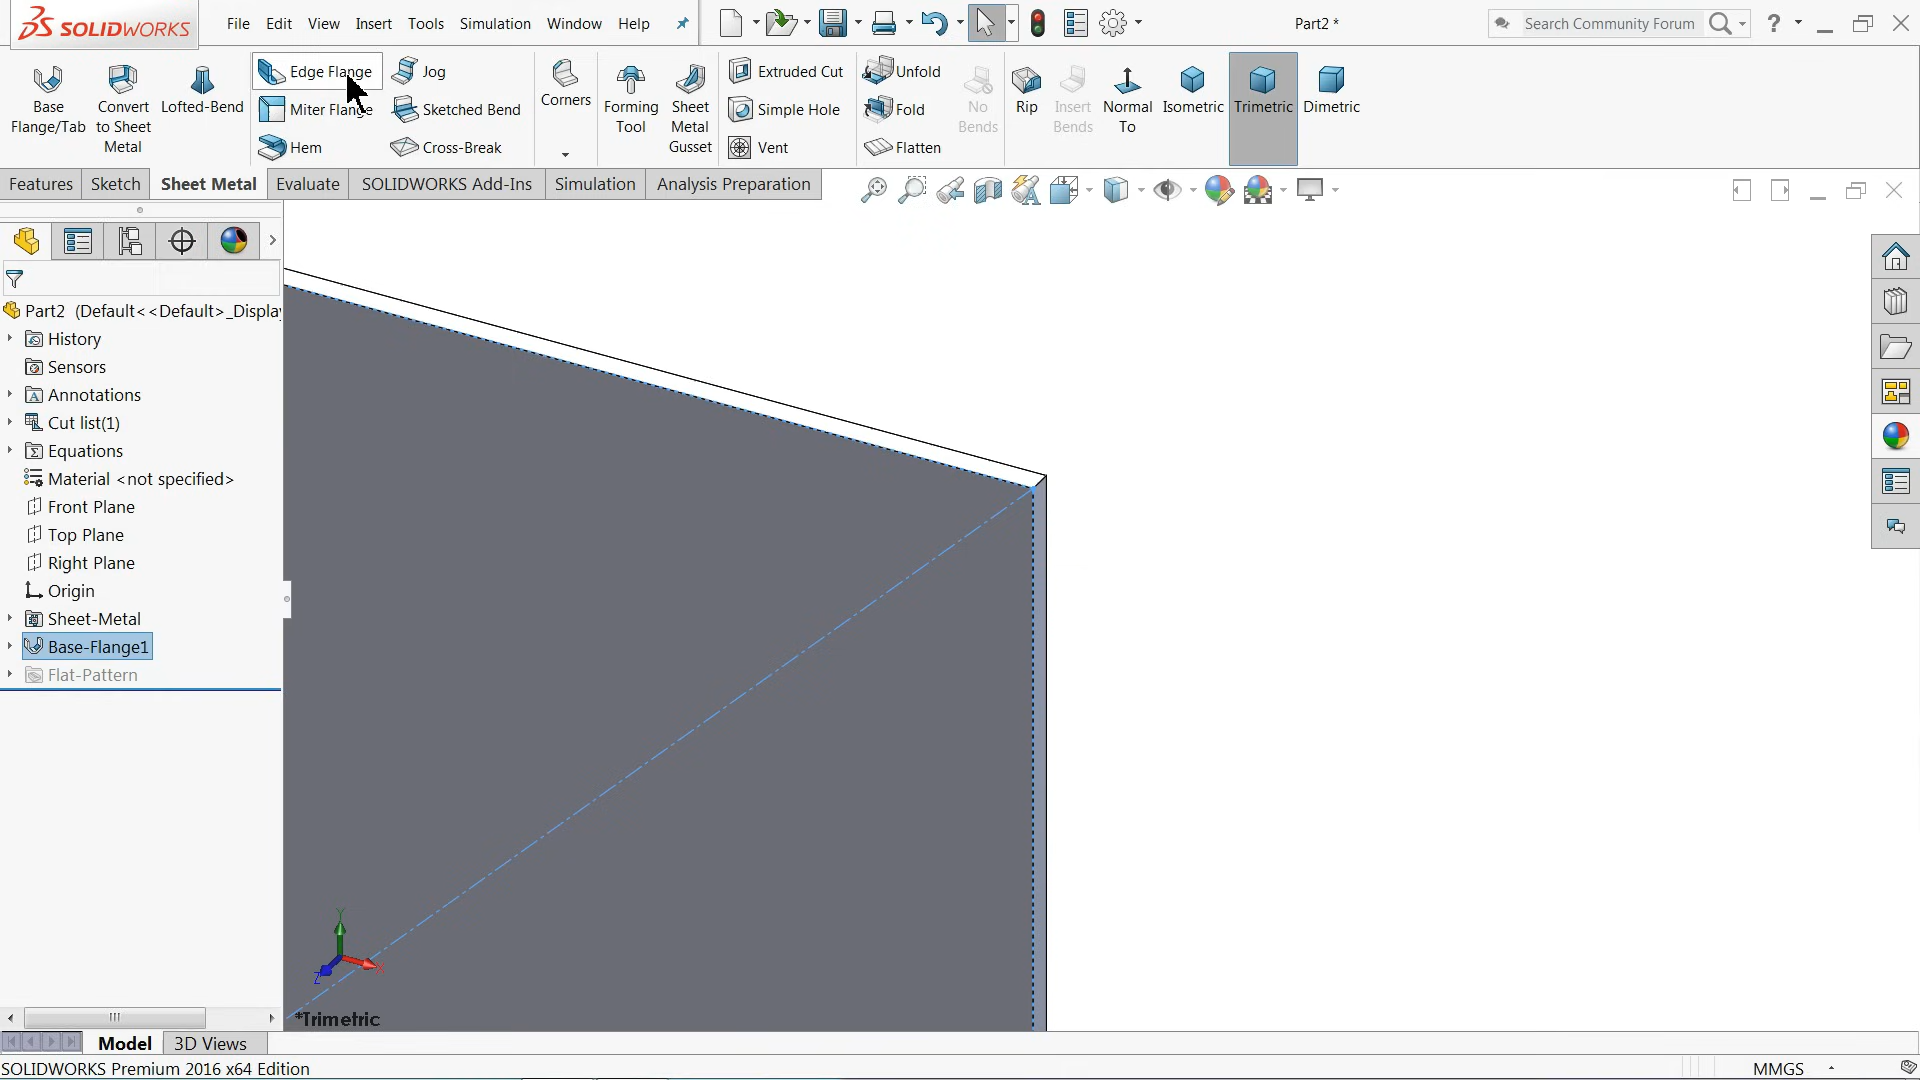 SOLIDWORKS
File Edit View Insert Tools Simulation Window Help
Part2 *
Search Community Forum
Base
Flange/Tab
Convert
to Sheet
Metal
Lofted-Bend
Edge Flange
Miter Flange
Hem
Jog
Sketched Bend
Cross-Break
Corners
Forming
Tool
Sheet
Metal
Gusset
Extruded Cut
Simple Hole
Vent
Unfold
Fold
Flatten
No
Bends
Rip
Insert
Bends
Normal
To
Isometric
Trimetric
Dimetric
Features Sketch Sheet Metal Evaluate SOLIDWORKS Add-Ins Simulation Analysis Preparation
Part2 (Default<<Default>_Displa
History
Sensors
Annotations
Cut list(1)
Equations
Material <not specified>
Front Plane
Top Plane
Right Plane
Origin
Sheet-Metal
Base-Flange1
Flat-Pattern
Y
X
Z
*Trimetric
Model 3D Views
SOLIDWORKS Premium 2016 x64 Edition
MMGS